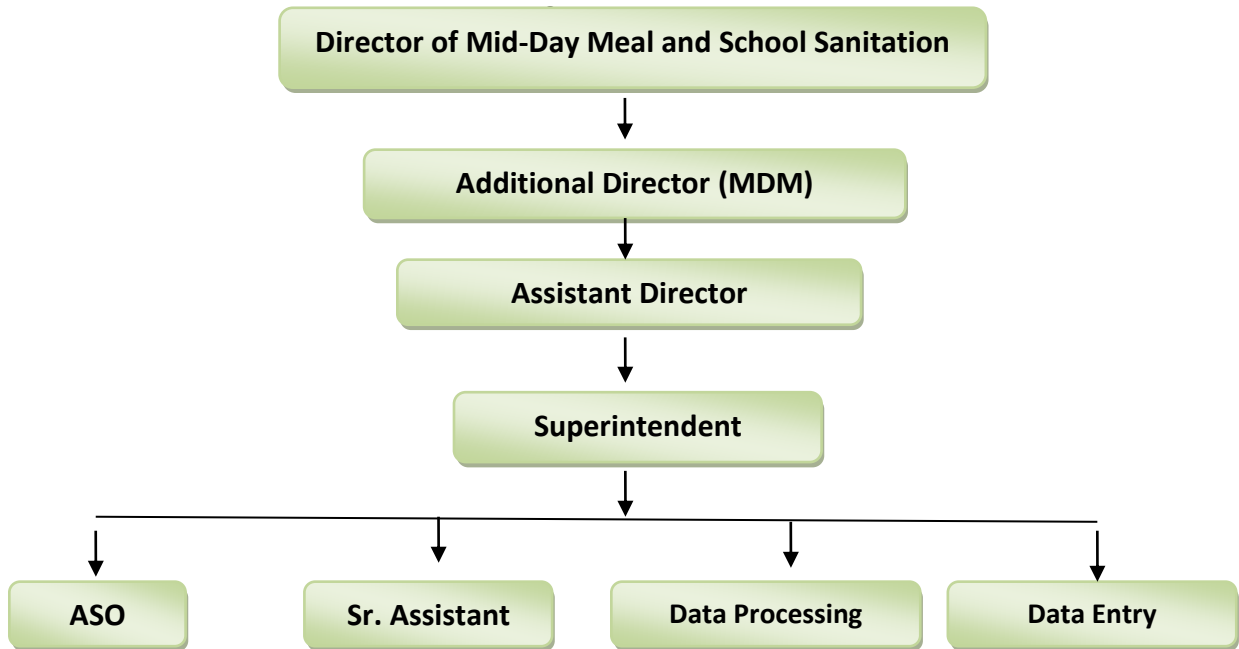 Director of Mid-Day Meal and School Sanitation
Additional Director (MDM)
Assistant Director
Superintendent
ASO
Sr. Assistant
Data Processing
Data Entry